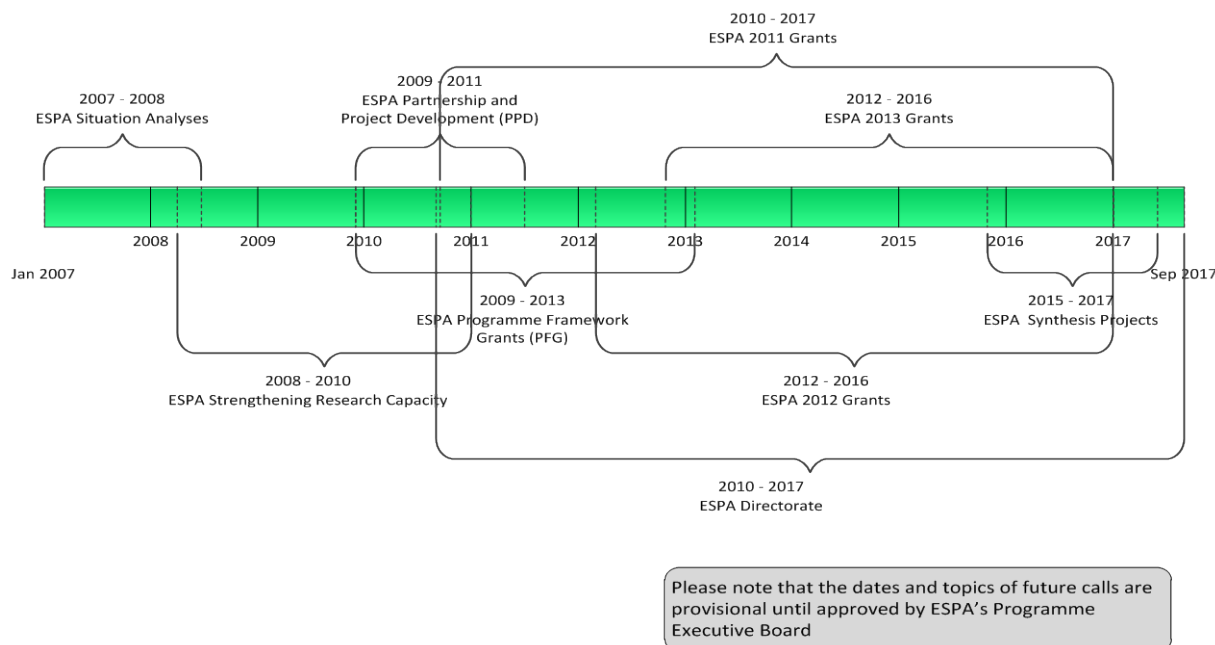 2010 - 2017
ESPA 2011 Grants
2009 - 2011
ESPA Partnership and
Project Development (PPD)
2007 - 2008
ESPA Situation Analyses
2012 - 2016
ESPA 2013 Grants
2008
2009
2010
2011
2012
2013
2014
2015
2016
2017
Jan 2007
Sep 2017
2009 - 2013
ESPA Programme Framework
Grants (PFG)
2015 - 2017
ESPA Synthesis Projects
2008 - 2010
ESPA Strengthening Research Capacity
2012 - 2016
ESPA 2012 Grants
2010 - 2017
ESPA Directorate
Please note that the dates and topics of future calls are
provisional until approved by ESPA's Programme
Executive Board